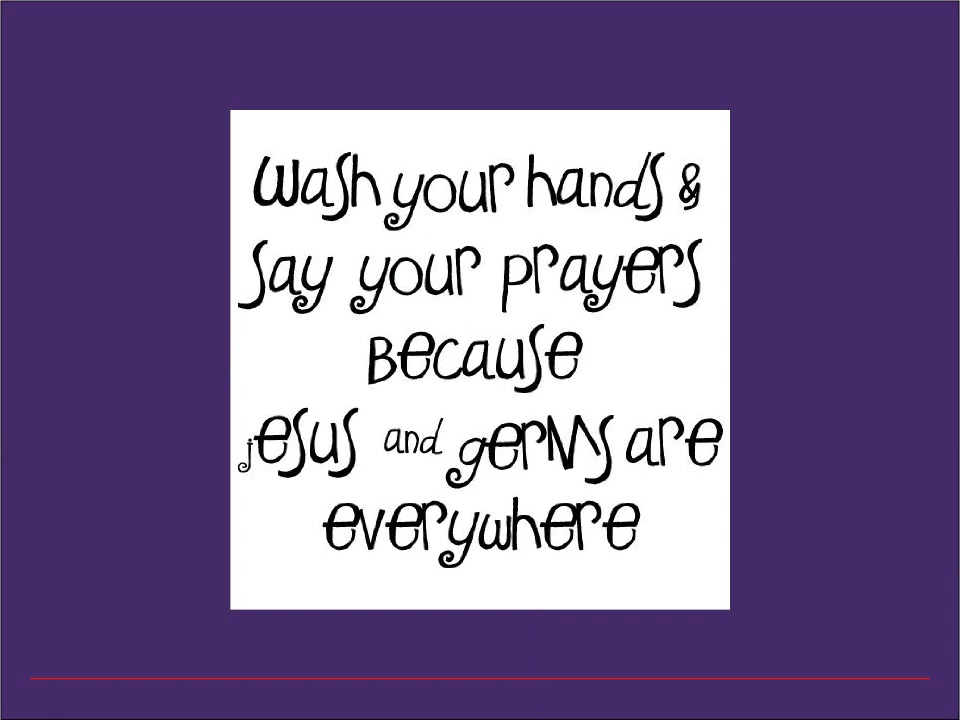 Wash your hands &
Say your prayers
Because
jesus and germs are
everywhere